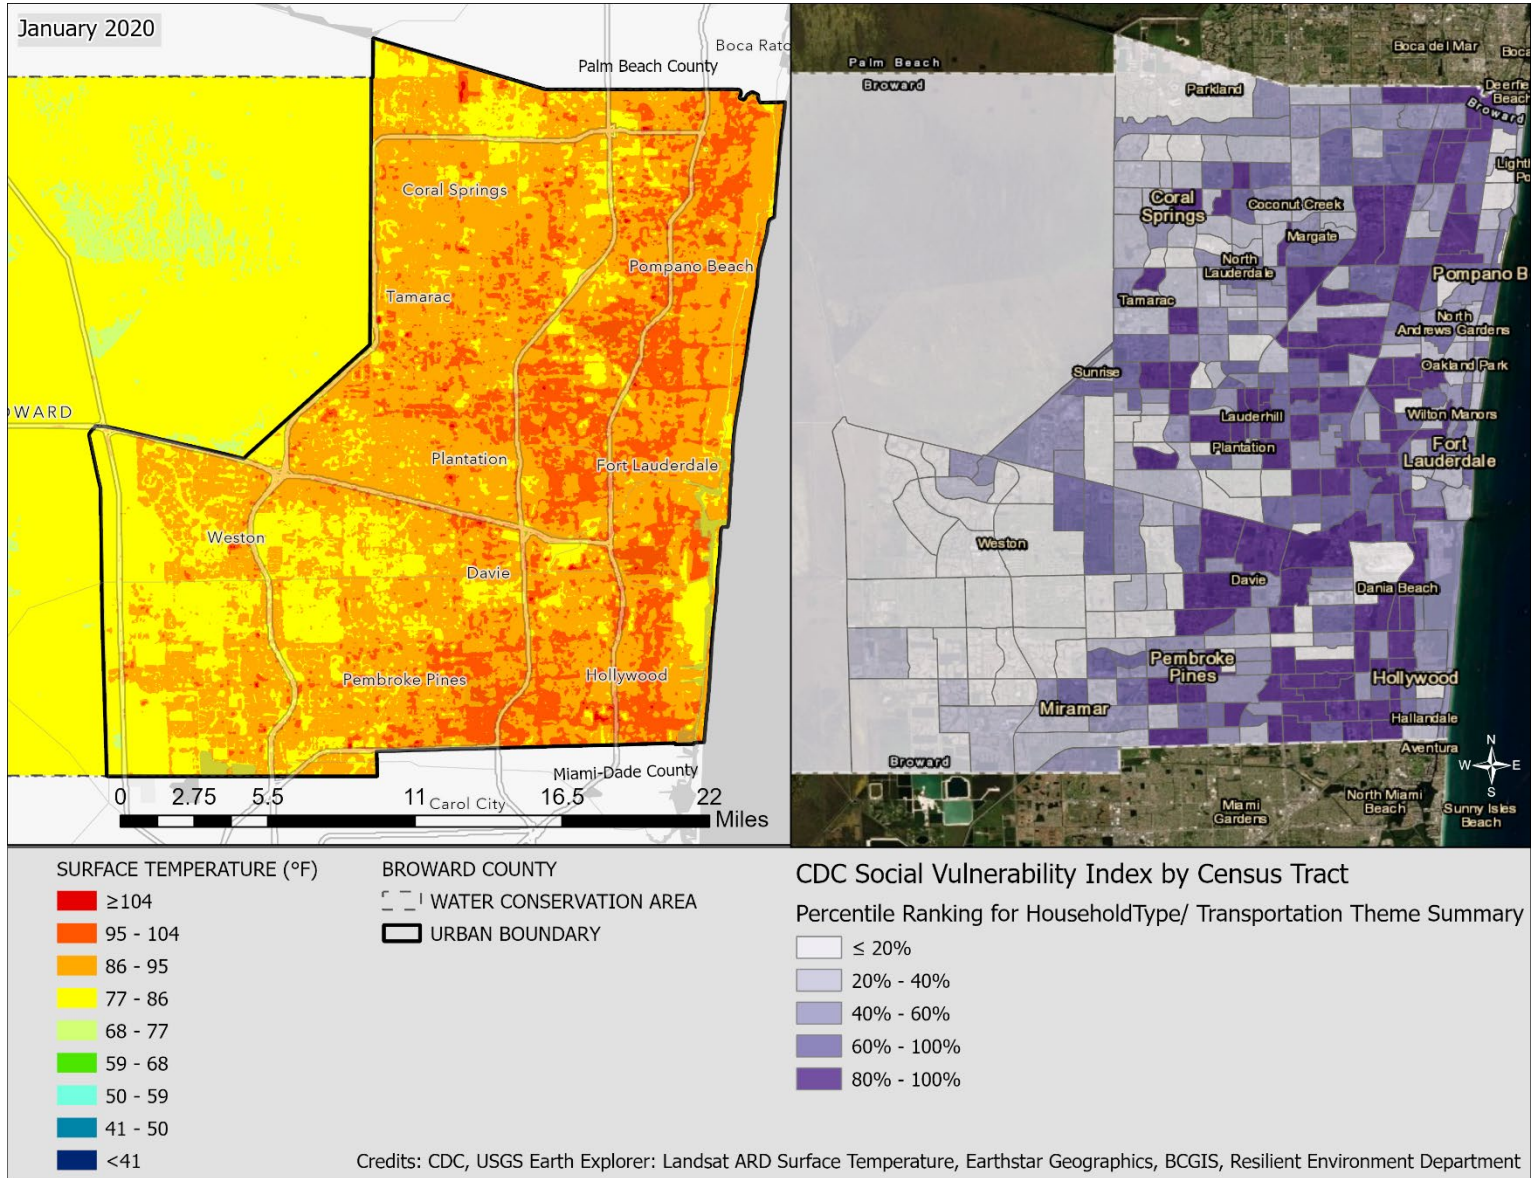 January 2020
Palm Beach County
Coral Springs
Pompano Beach
Tamarac
Plantation
Fort Lauderdale
Weston
Davie
Pembroke Pines
Hollywood
Miami-Dade County
Carol City
0 2.75 5.5 11 16.5 22
Miles
Palm Beach
Broward
Boca del Mar
Parkland
Broward
Coral
Springs
Coconut Creek
Margate
North
Lauderdale
Tamarac
Pompano B
North
Andrews Gardens
Sunrise
Oakland Park
Lauderhill
Wilton Manors
Plantation
Fort
Lauderdale
Weston
Davie
Dania Beach
Pembroke
Pines
Hollywood
Miramar
Hallandale
Aventura
Broward
N
W E
S
North Miami
Beach
Miami
Gardens
Sunny Isles
Beach
SURFACE TEMPERATURE (°F)
≥104
95 - 104
86 - 95
77 - 86
68 - 77
59 - 68
50 - 59
41 - 50
<41
BROWARD COUNTY
WATER CONSERVATION AREA
URBAN BOUNDARY
CDC Social Vulnerability Index by Census Tract
Percentile Ranking for HouseholdType/ Transportation Theme Summary
≤ 20%
20% - 40%
40% - 60%
60% - 100%
80% - 100%
Credits: CDC, USGS Earth Explorer: Landsat ARD Surface Temperature, Earthstar Geographics, BCGIS, Resilient Environment Department